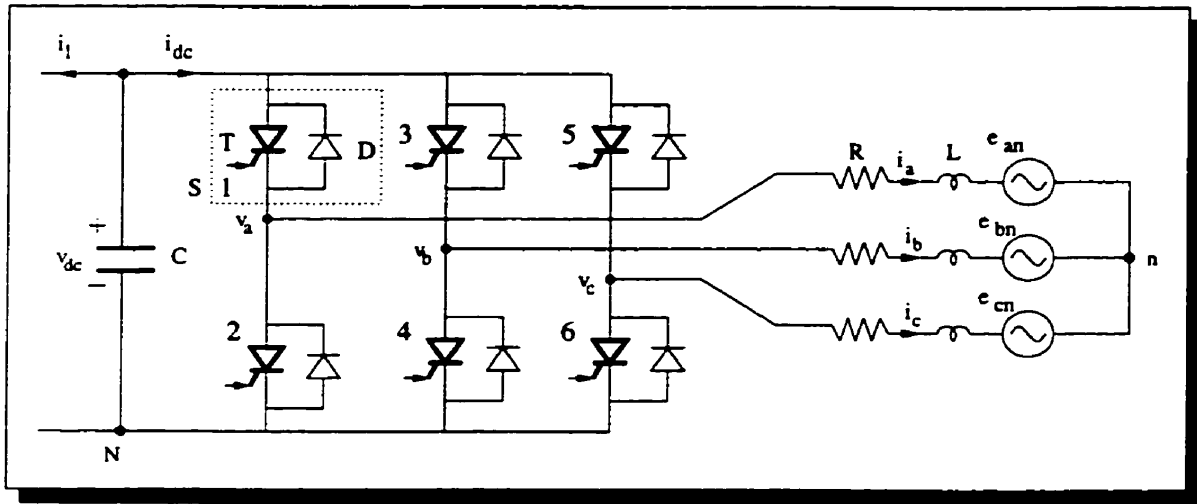 i1 idc
T D 3 5
S 1
R ia L ean
va
+
vdc C
−
vb ib ebn n
vc
ic ecn
2 4 6
N